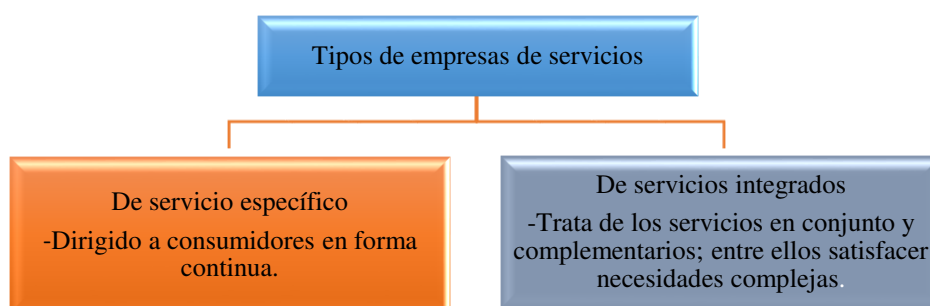 Tipos de empresas de servicios
De servicio específico
-Dirigido a consumidores en forma
continua.
De servicios integrados
-Trata de los servicios en conjunto y
complementarios; entre ellos satisfacer
necesidades complejas.